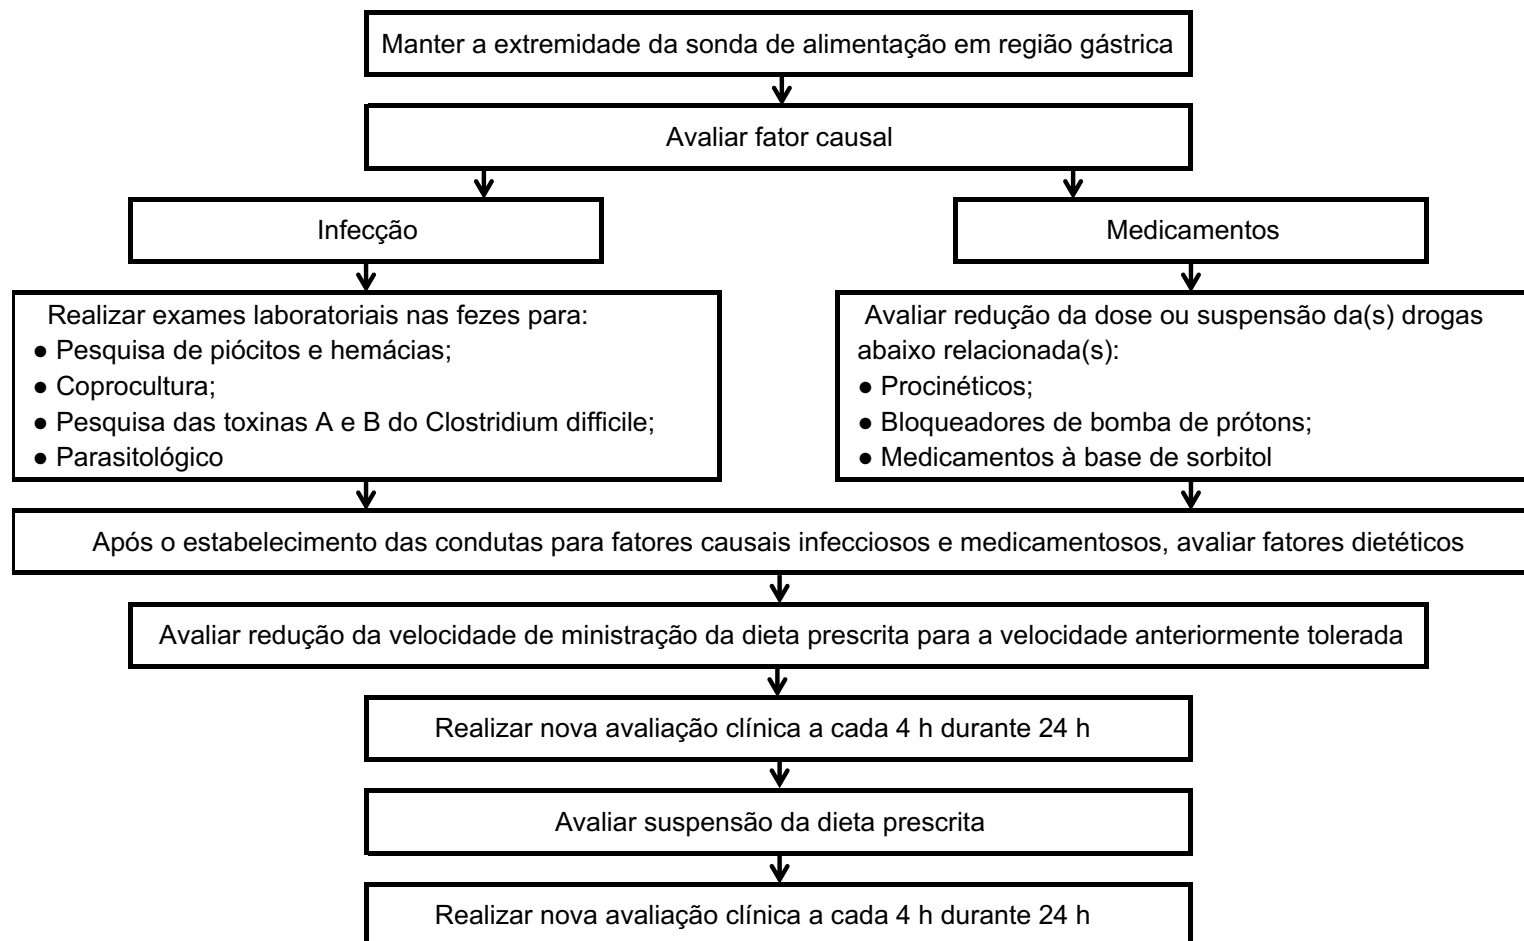 Manter a extremidade da sonda de alimentação em região gástrica
Avaliar fator causal
Infecção
Medicamentos
Realizar exames laboratoriais nas fezes para:
● Pesquisa de piócitos e hemácias;
● Coprocultura;
● Pesquisa das toxinas A e B do Clostridium difficile;
● Parasitológico
Avaliar redução da dose ou suspensão da(s) drogas
abaixo relacionada(s):
● Procinéticos;
● Bloqueadores de bomba de prótons;
● Medicamentos à base de sorbitol
Após o estabelecimento das condutas para fatores causais infecciosos e medicamentosos, avaliar fatores dietéticos
Avaliar redução da velocidade de ministração da dieta prescrita para a velocidade anteriormente tolerada
Realizar nova avaliação clínica a cada 4 h durante 24 h
Avaliar suspensão da dieta prescrita
Realizar nova avaliação clínica a cada 4 h durante 24 h